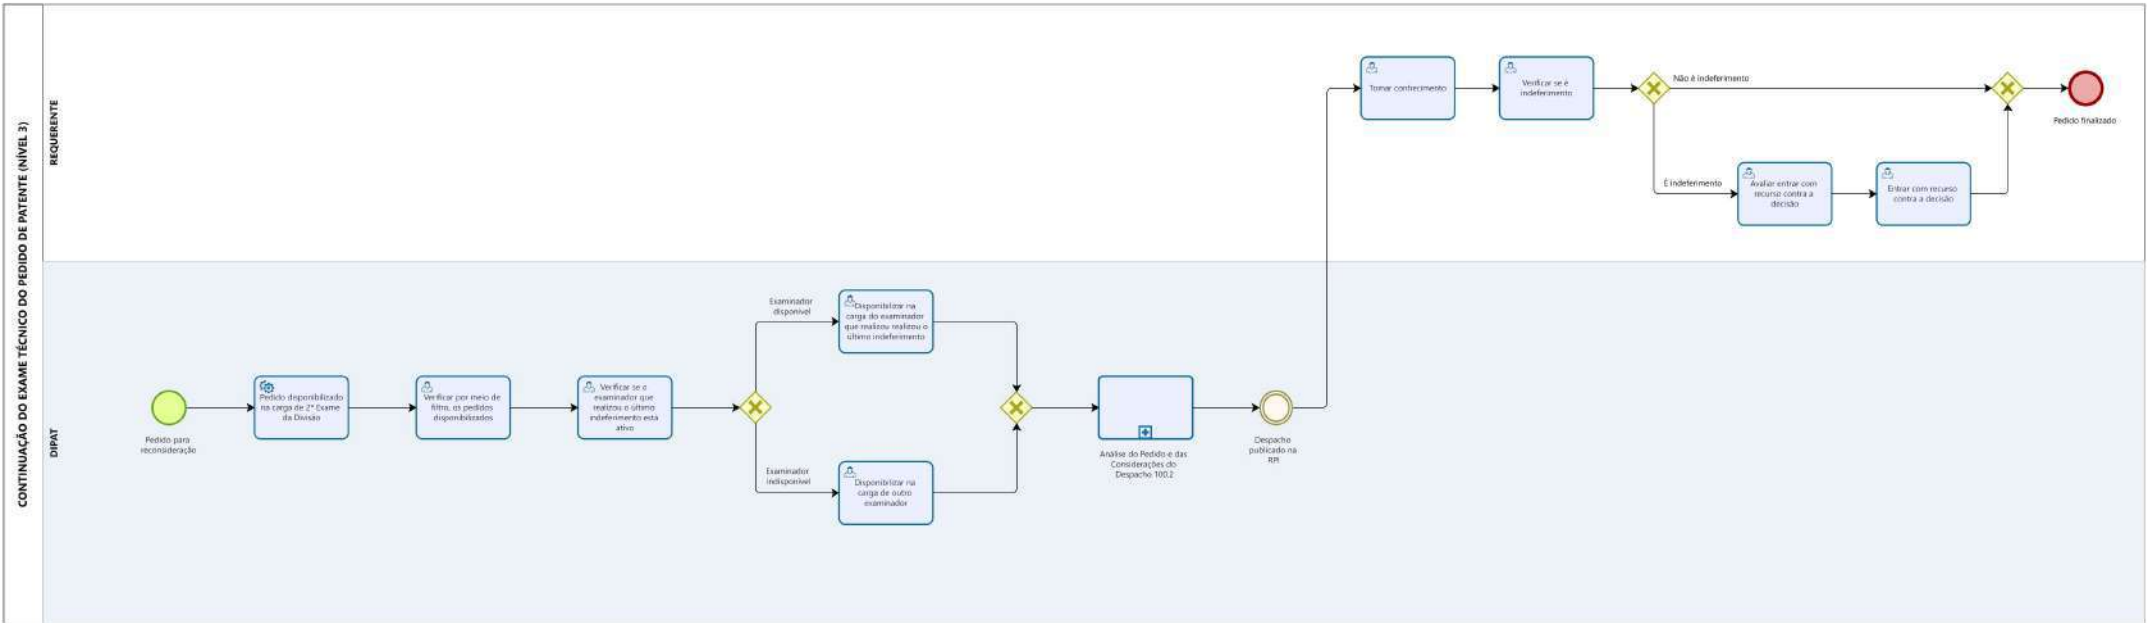 CONTINUAÇÃO DO EXAME TÉCNICO DO PEDIDO DE PATENTE (NÍVEL 3)
REQUERENTE
Tomar conhecimento
Verificar se é
indeferimento
Não é indeferimento
É indeferimento
Avaliar entrar com
recurso contra a
decisão
Entrar com recurso
contra a decisão
Pedido finalizado
DIPAT
Pedido para
reconsideração
Pedido disponibilizado
na carga de 2º Exame
da Divisão
Verificar por meio de
filtro, os pedidos
disponibilizados
Verificar se o
examinador que
realizou o último
indeferimento está
ativo
Examinador
disponível
Disponibilizar na
carga do examinador
que realizou realizou o
último indeferimento
Examinador
indisponível
Disponibilizar na
carga de outro
examinador
Análise do Pedido e das
Considerações do
Despacho 100.2
Despacho
publicado na
RPI